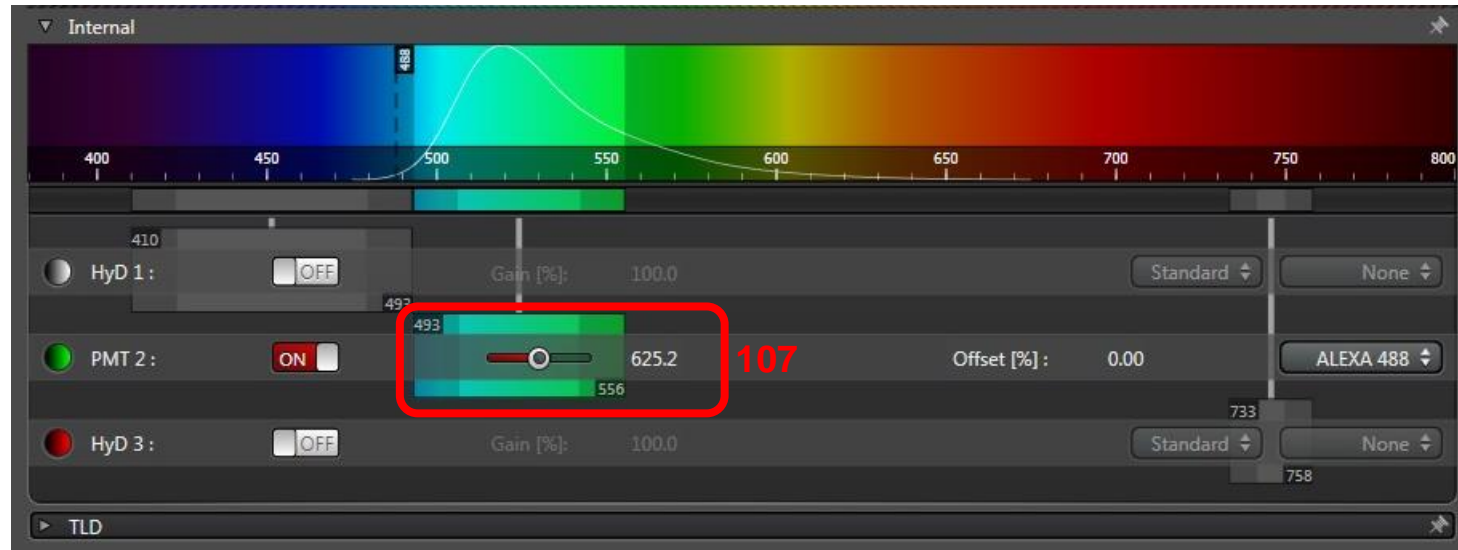 Internal
488
400 450 500 550 600 650 700 750 800
410
HyD 1 : OFF Gain [%]: 100.0 Standard None
493
493
PMT 2 : ON 625.2 107 Offset [%] : 0.00 ALEXA 488
556
733
HyD 3 : OFF Gain [%]: 100.0 Standard None
758
TLD